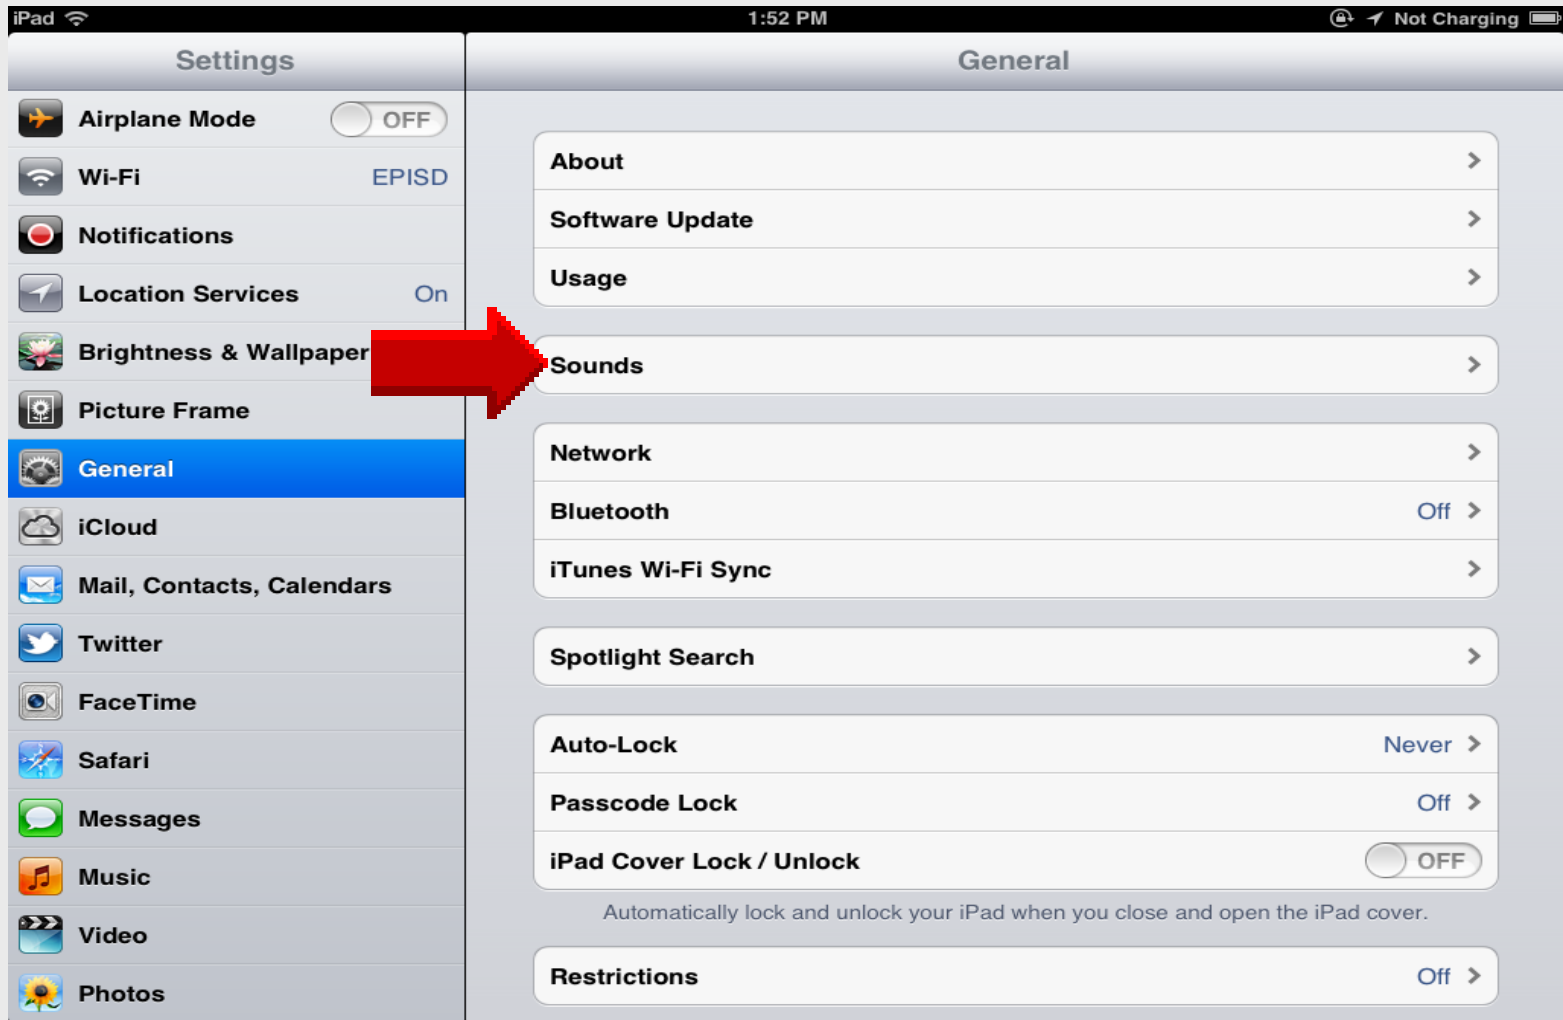 iPad 1:52 PM Not Charging
Settings
Airplane Mode OFF
Wi-Fi EPISD
Notifications
Location Services On
Brightness & Wallpaper
Picture Frame
General
iCloud
Mail, Contacts, Calendars
Twitter
FaceTime
Safari
Messages
Music
Video
Photos
General
About
Software Update
Usage
Sounds
Network
Bluetooth Off
iTunes Wi-Fi Sync
Spotlight Search
Auto-Lock Never
Passcode Lock Off
iPad Cover Lock / Unlock OFF
Automatically lock and unlock your iPad when you close and open the iPad cover.
Restrictions Off